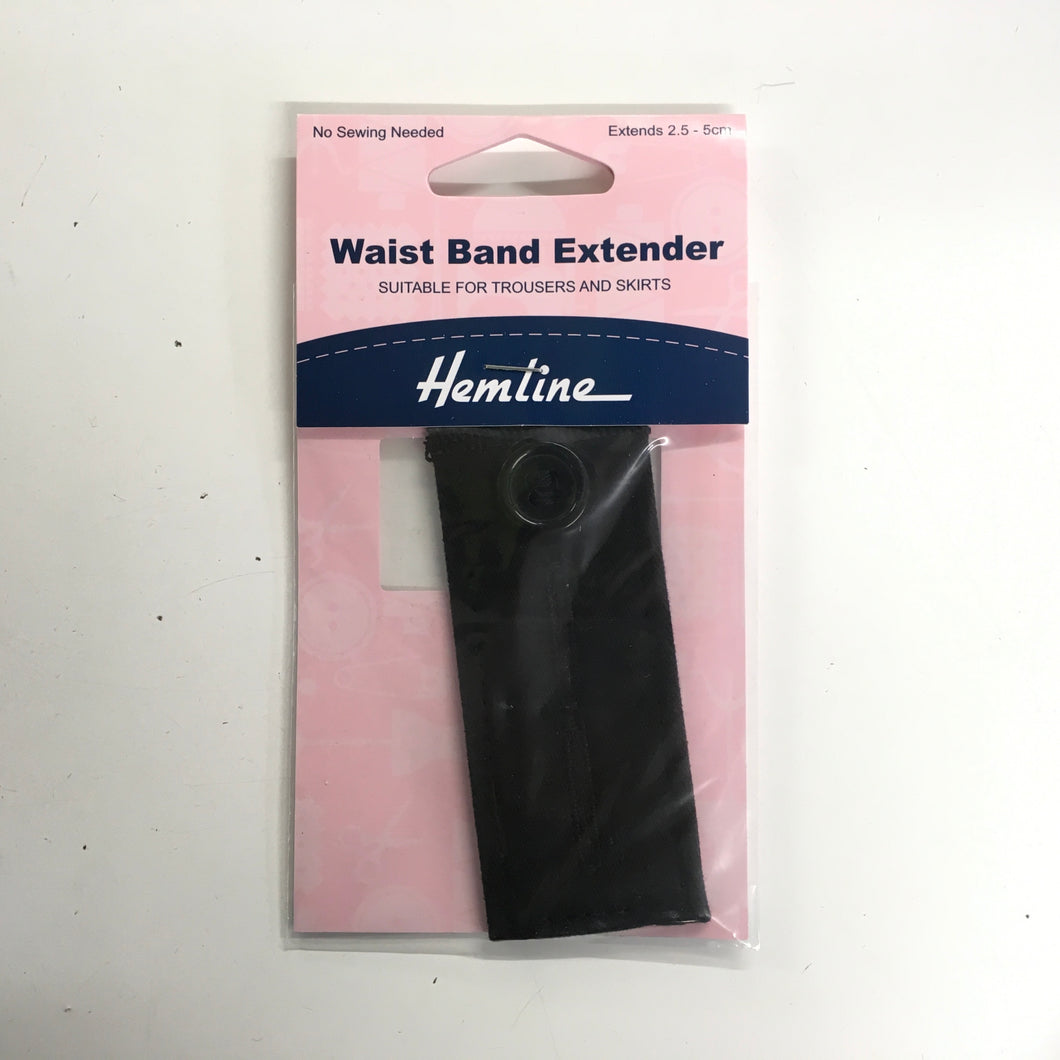 No Sewing Needed
Extends 2.5 - 5cm
Waist Band Extender
SUITABLE FOR TROUSERS AND SKIRTS
Hemline